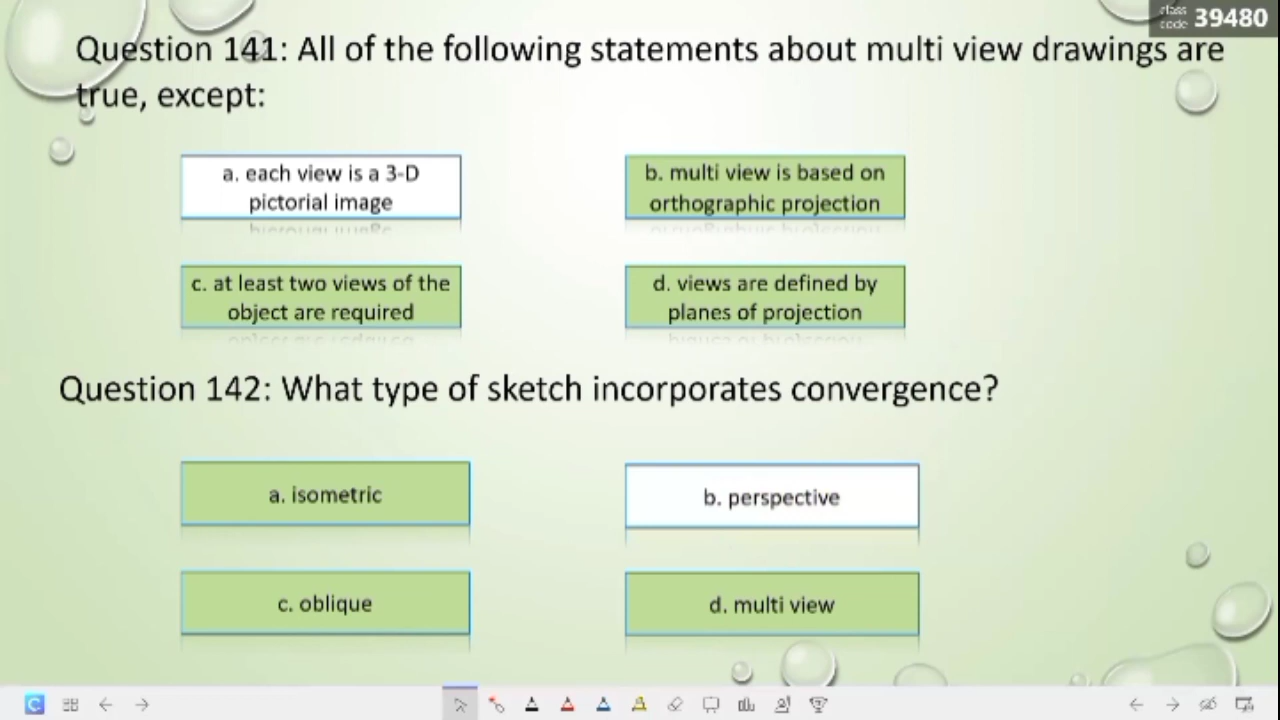 class
code 39480
Question 141: All of the following statements about multi view drawings are
true, except:
a. each view is a 3-D
pictorial image
b. multi view is based on
orthographic projection
c. at least two views of the
object are required
d. views are defined by
planes of projection
Question 142: What type of sketch incorporates convergence?
a. isometric
b. perspective
c. oblique
d. multi view